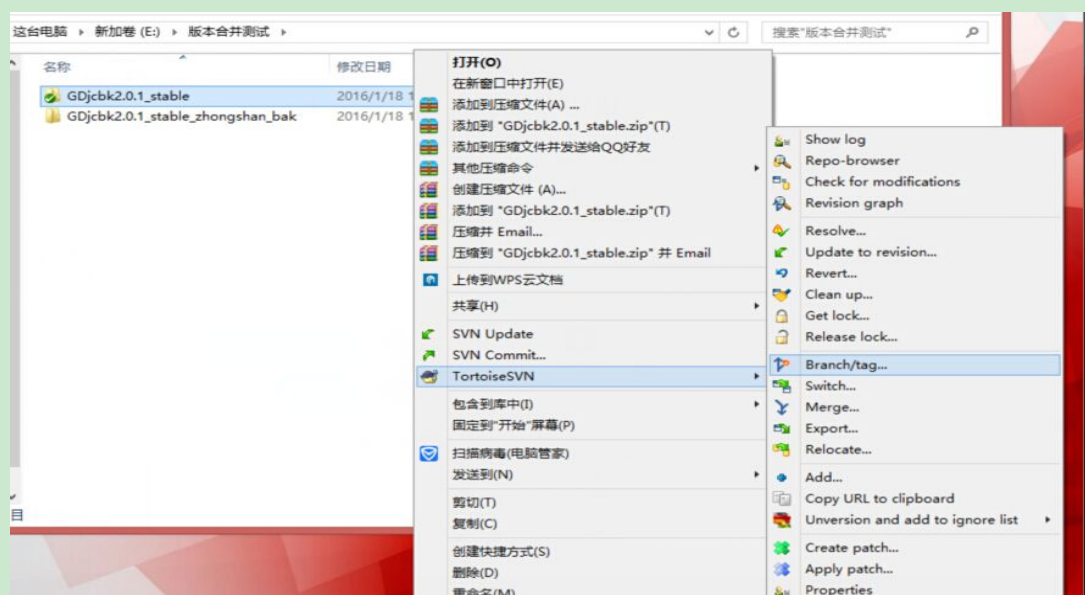 这台电脑 ▸ 新加卷 (E:) ▸ 版本合并测试 ▸
搜索"版本合并测试"
名称 修改日期
GDjcbk2.0.1_stable 2016/1/18 1
GDjcbk2.0.1_stable_zhongshan_bak 2016/1/18 1
目
打开(O)
在新窗口中打开(E)
添加到压缩文件(A) ...
添加到 "GDjcbk2.0.1_stable.zip"(T)
添加到压缩文件并发送给QQ好友
其他压缩命令
创建压缩文件 (A)...
添加到 "GDjcbk2.0.1_stable.zip"(T)
压缩并 Email...
压缩到 "GDjcbk2.0.1_stable.zip" 并 Email
上传到WPS云文档
共享(H)
SVN Update
SVN Commit...
TortoiseSVN
包含到库中(I)
固定到"开始"屏幕(P)
扫描病毒(电脑管家)
发送到(N)
剪切(T)
复制(C)
创建快捷方式(S)
删除(D)
重命名(M)
Show log
Repo-browser
Check for modifications
Revision graph
Resolve...
Update to revision...
Revert...
Clean up...
Get lock...
Release lock...
Branch/tag...
Switch...
Merge...
Export...
Relocate...
Add...
Copy URL to clipboard
Unversion and add to ignore list
Create patch...
Apply patch...
Properties